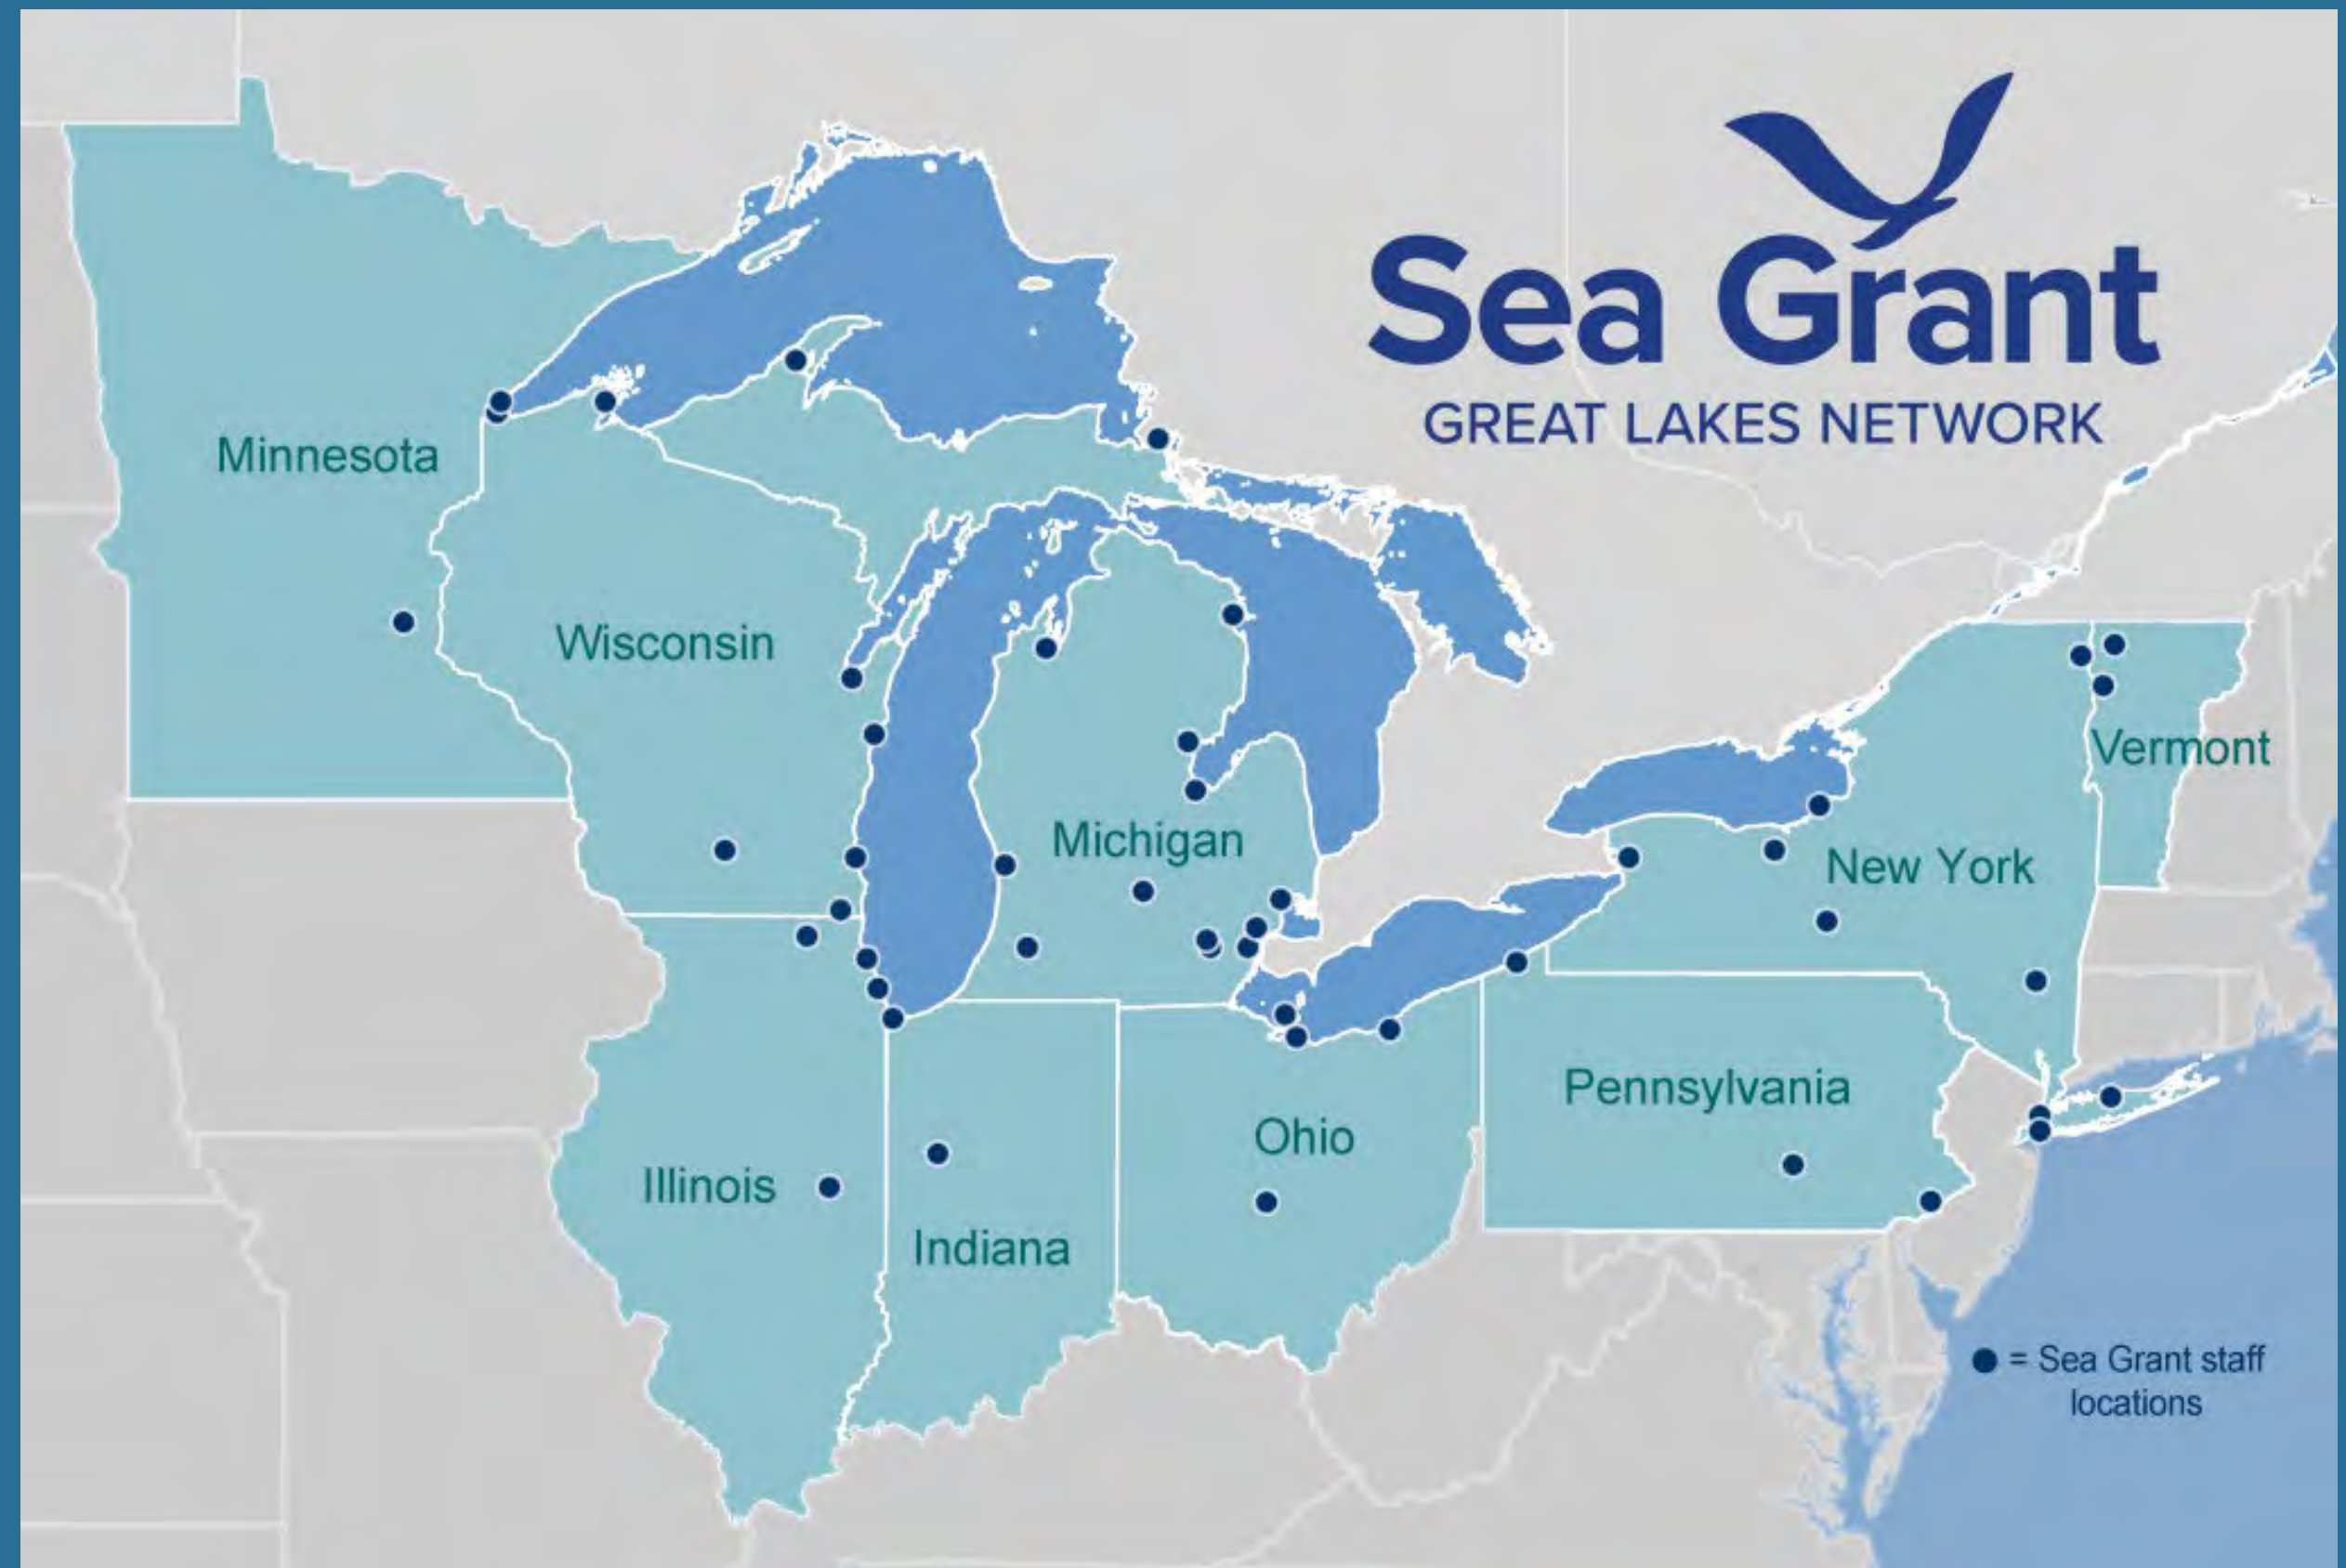 Sea Grant
GREAT LAKES NETWORK
Minnesota
Wisconsin
Vermont
Michigan
New York
Pennsylvania
Ohio
Illinois
Indiana
= Sea Grant staff
locations